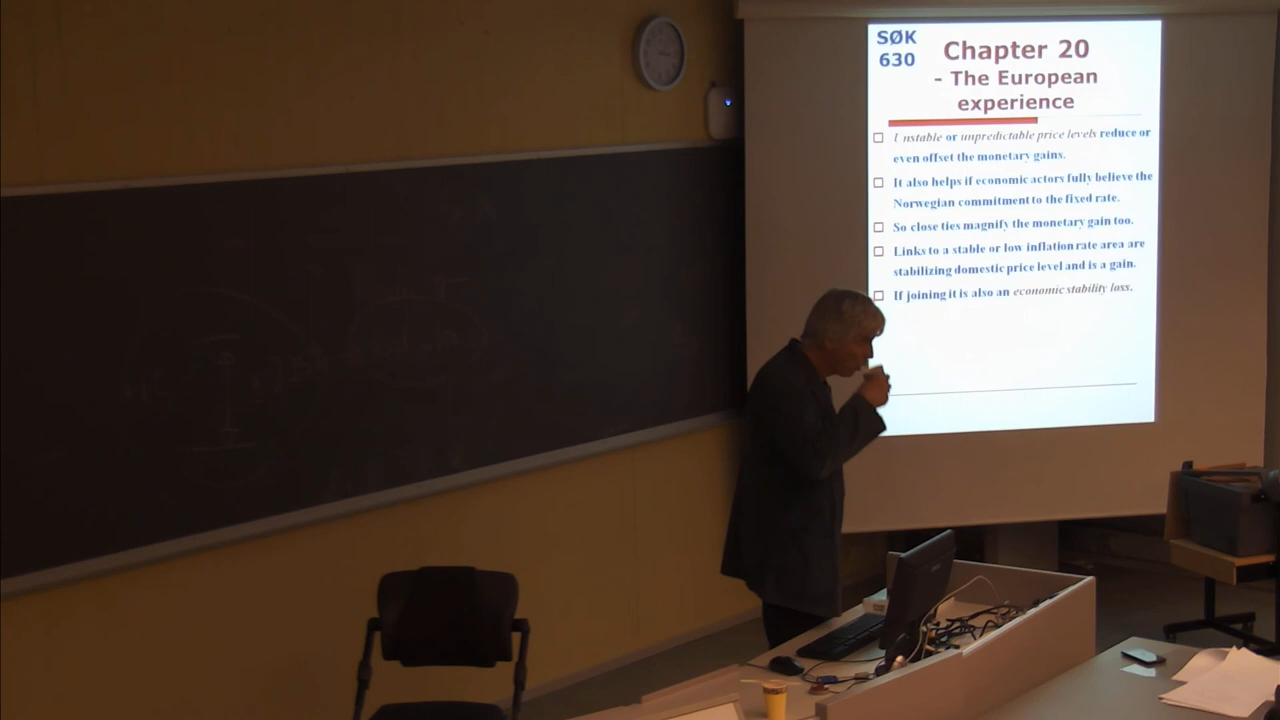 SØK
630
Chapter 20
- The European
experience
Unstable or unpredictable price levels reduce or
even offset the monetary gains.
It also helps if economic actors fully believe the
Norwegian commitment to the fixed rate.
So close ties magnify the monetary gain too.
Links to a stable or low inflation rate area are
stabilizing domestic price level and is a gain.
If joining it is also an economic stability loss.